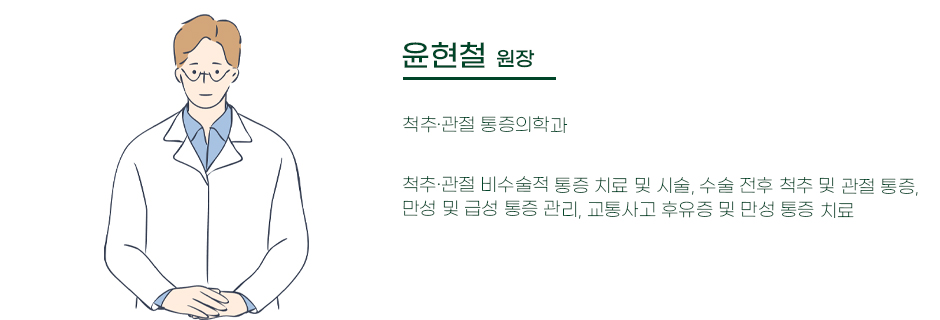 윤현철 원장
척추·관절 통증의학과
척추·관절 비수술적 통증 치료 및 시술, 수술 전후 척추 및 관절 통증,
만성 및 급성 통증 관리, 교통사고 후유증 및 만성 통증 치료